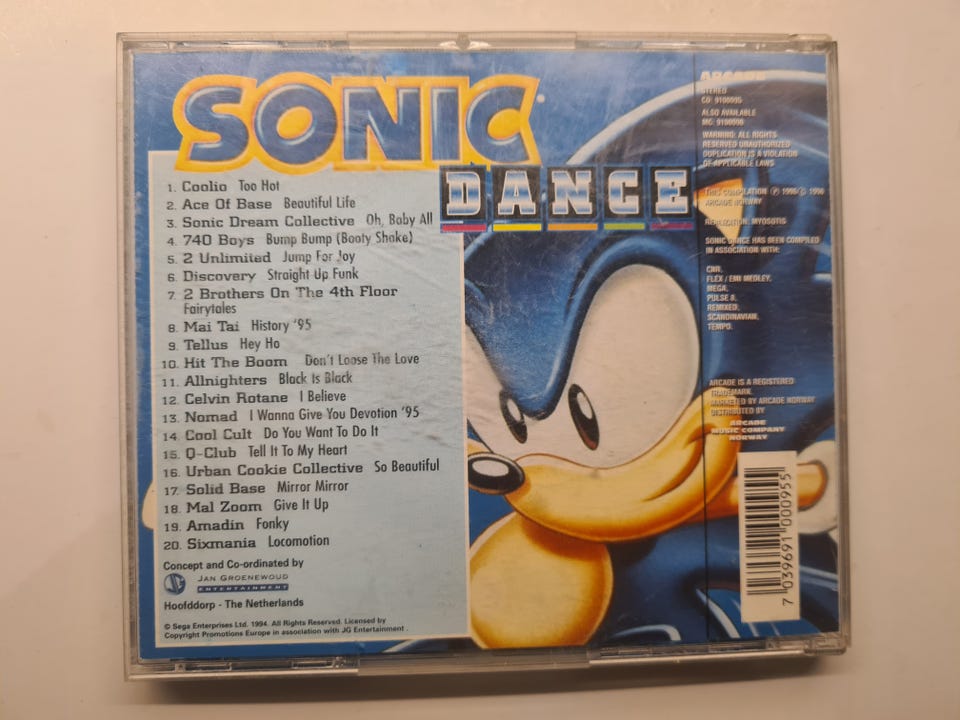 SONIC
DANCE
1. Coolio Too Hot
2. Ace Of Base Beautiful Life
3. Sonic Dream Collective Oh, Baby All
4. 740 Boys Bump Bump (Booty Shake)
5. 2 Unlimited Jump For Joy
6. Discovery Straight Up Funk
7. 2 Brothers On The 4th Floor
Fairytales
8. Mai Tai History '95
9. Tellus Hey Ho
10. Hit The Boom Don't Loose The Love
11. Allnighters Black Is Black
12. Celvin Rotane I Believe
13. Nomad I Wanna Give You Devotion '95
14. Cool Cult Do You Want To Do It
15. Q-Club Tell It To My Heart
16. Urban Cookie Collective So Beautiful
17. Solid Base Mirror Mirror
18. Mal Zoom Give It Up
19. Amadin Fonky
20. Sixmania Locomotion
Concept and Co-ordinated by
JAN GROENEWOUD
ENTERTAINMENT
Hoofddorp - The Netherlands
© Sega Enterprises Ltd. 1994. All Rights Reserved. Licensed by
Copyright Promotions Europe in association with JG Entertainment .
ARCADE
STEREO
CD: 9100095
ALSO AVAILABLE
MC: 9100096
WARNING: ALL RIGHTS
RESERVED UNAUTHORIZED
DUPLICATION IS A VIOLATION
OF APPLICABLE LAWS
THIS COMPILATION ℗ 1996/© 1996
ARCADE NORWAY
REALIZATION: MYOSOTIS
SONIC DANCE HAS BEEN COMPILED
IN ASSOCIATION WITH:
CNR,
FLEX / EMI MEDLEY,
MEGA,
PULSE 8,
REMIXED,
SCANDINAVIAN,
TEMPO.
ARCADE IS A REGISTERED
TRADEMARK.
MARKETED BY ARCADE NORWAY
DISTRIBUTED BY
ARCADE
MUSIC COMPANY
NORWAY
7 039691 000955